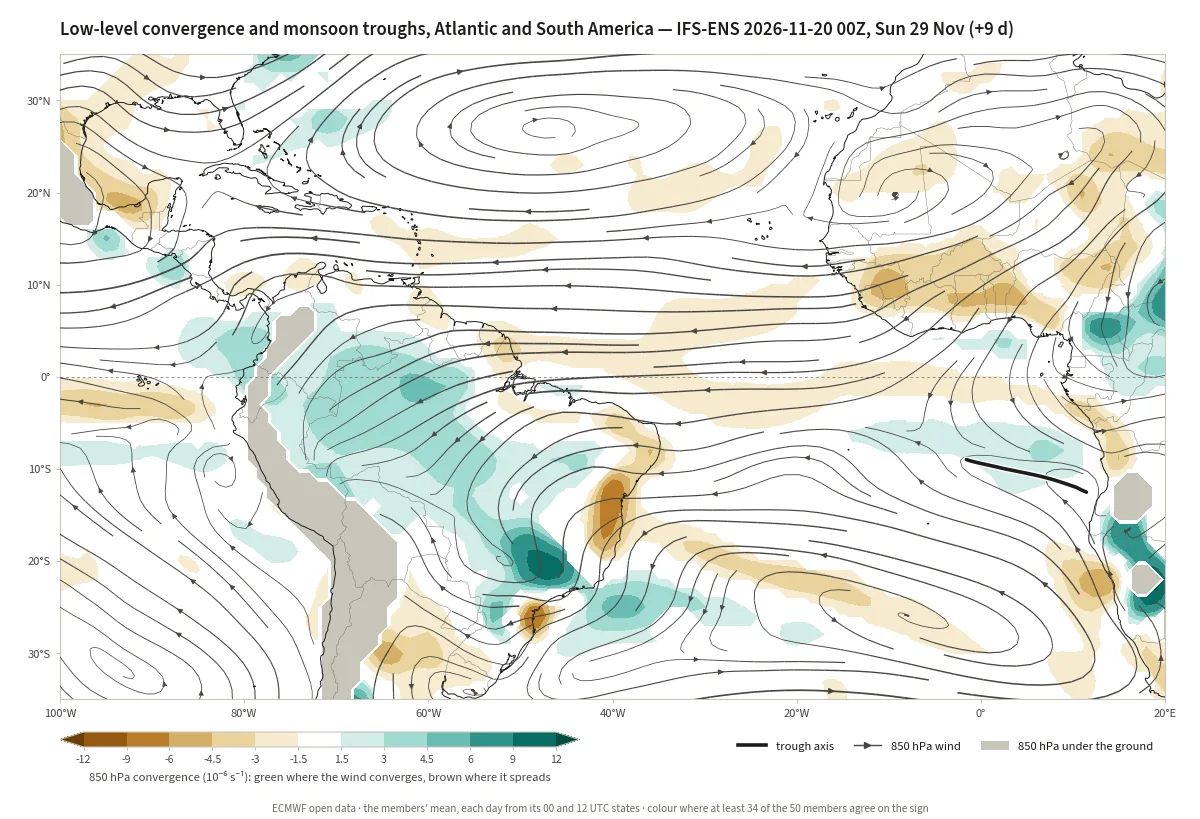 Low-level convergence and monsoon troughs, Atlantic and South America — IFS-ENS 2026-11-20 00Z, Sun 29 Nov (+9 d)
30°N
20°N
10°N
0°
10°S
20°S
30°S
100°W 80°W 60°W 40°W 20°W 0° 20°E
-12 -9 -6 -4.5 -3 -1.5 1.5 3 4.5 6 9 12
850 hPa convergence (10⁻⁶ s⁻¹): green where the wind converges, brown where it spreads
trough axis 850 hPa wind 850 hPa under the ground
ECMWF open data · the members' mean, each day from its 00 and 12 UTC states · colour where at least 34 of the 50 members agree on the sign